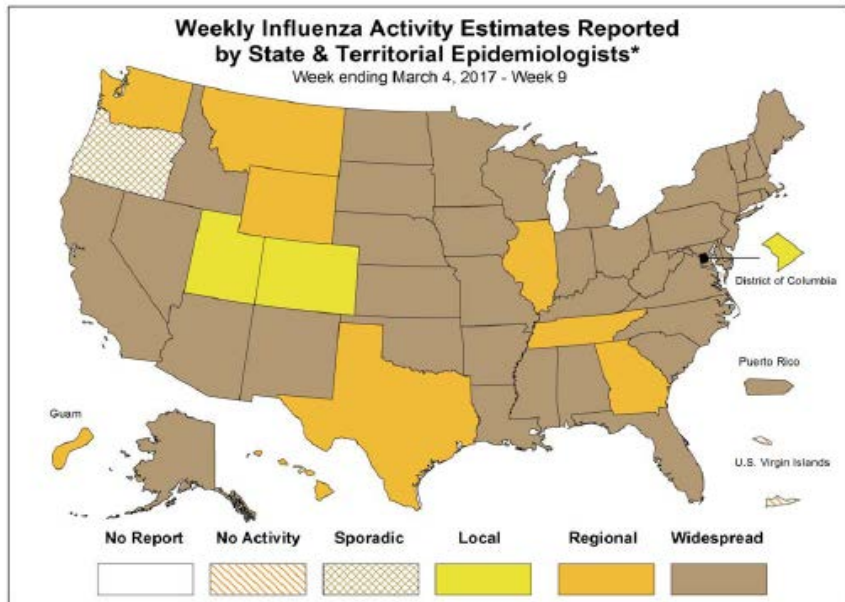 Weekly Influenza Activity Estimates Reported
by State & Territorial Epidemiologists*
Week ending March 4, 2017 - Week 9
District of Columbia
Puerto Rico
Guam
U.S. Virgin Islands
No Report No Activity Sporadic Local Regional Widespread